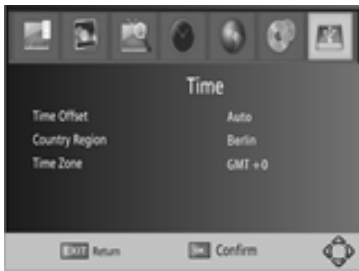 Time
Time Offset Auto
Country Region Berlin
Time Zone GMT +0
EXIT Return OK Confirm